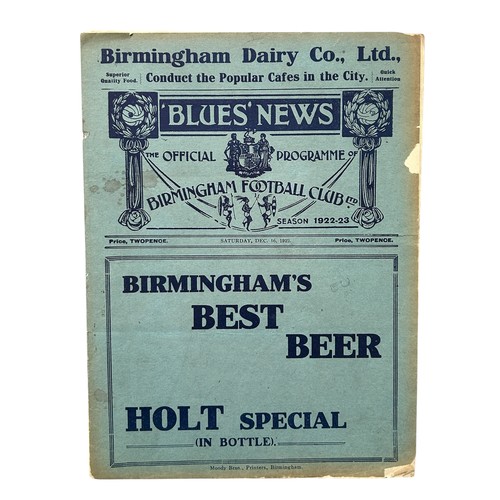 Birmingham Dairy Co., Ltd.,
Superior Quality Food.
Conduct the Popular Cafes in the City.
Quick Attention
'BLUES' NEWS
THE OFFICIAL PROGRAMME OF
BIRMINGHAM FOOTBALL CLUB LTD
SEASON 1922-23
Price, TWOPENCE.
SATURDAY, DEC. 16, 1922.
Price, TWOPENCE.
BIRMINGHAM'S
BEST
BEER
HOLT SPECIAL
(IN BOTTLE).
Moody Bros., Printers, Birmingham.